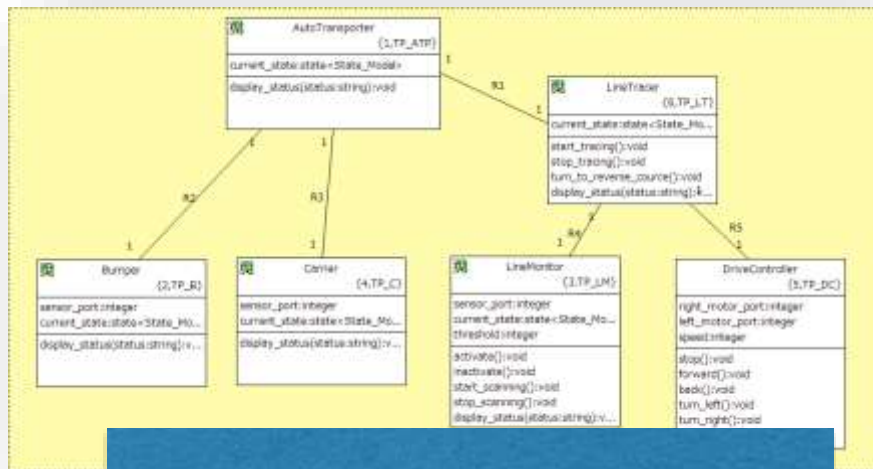 AutoTransporter
{1,TP_ATP}
current_state:state<State_Model>
display_status(status:string):void
1
R1
1
LineTracer
{6,TP_LT}
current_state:state<State_Mo...
start_tracing():void
stop_tracing():void
turn_to_reverse_cource():void
display_status(status:string):
1
R2
1
1
R3
1
1
R4
1
R5
1
Bumper
{2,TP_B}
sensor_port:integer
current_state:state<State_Mo...
display_status(status:string):v...
Carrier
{4,TP_C}
sensor_port:integer
current_state:state<State_Mo...
display_status(status:string):v...
LineMonitor
{3,TP_LM}
sensor_port:integer
current_state:state<State_Mo...
threshold:integer
activate():void
inactivate():void
start_scanning():void
stop_scanning():void
display_status(status:string):v...
DriveController
{5,TP_DC}
right_motor_port:integer
left_motor_port:integer
speed:integer
stop():void
forward():void
back():void
turn_left():void
turn_right():void